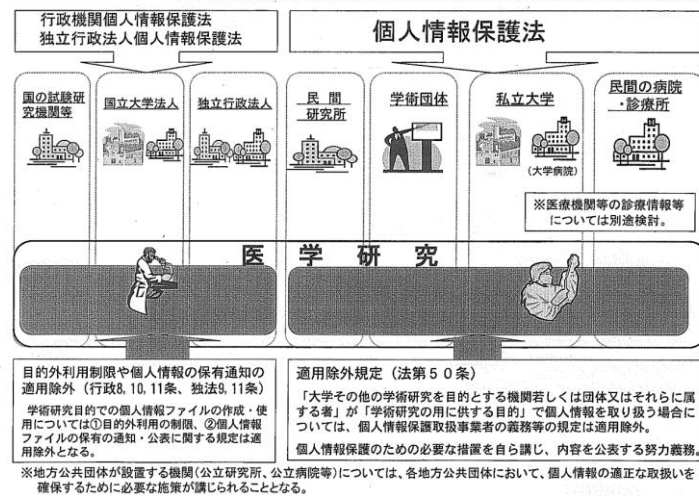 行政機関個人情報保護法
独立行政法人個人情報保護法
個人情報保護法
国の試験研
究機関等
国立大学法人
独立行政法人
民間
研究所
学術団体
私立大学
(大学病院)
民間の病院
・診療所
※医療機関等の診療情報等
については別途検討。
医学研究
目的外利用制限や個人情報の保有通知の
適用除外(行政8, 10, 11条、独法9, 11条)
学術研究目的での個人情報ファイルの作成・使
用については①目的外利用の制限、②個人情報
ファイルの保有の通知・公表に関する規定は適
用除外となる。
適用除外規定(法第50条)
「大学その他の学術研究を目的とする機関若しくは団体又はそれらに属
する者」が「学術研究の用に供する目的」で個人情報を取り扱う場合に
ついては、個人情報保護取扱事業者の義務等の規定は適用除外。
個人情報保護のための必要な措置を自ら講じ、内容を公表する努力義務。
※地方公共団体が設置する機関(公立研究所、公立病院等)については、各地方公共団体において、個人情報の適正な取扱いを
確保するために必要な施策が講じられることとなる。